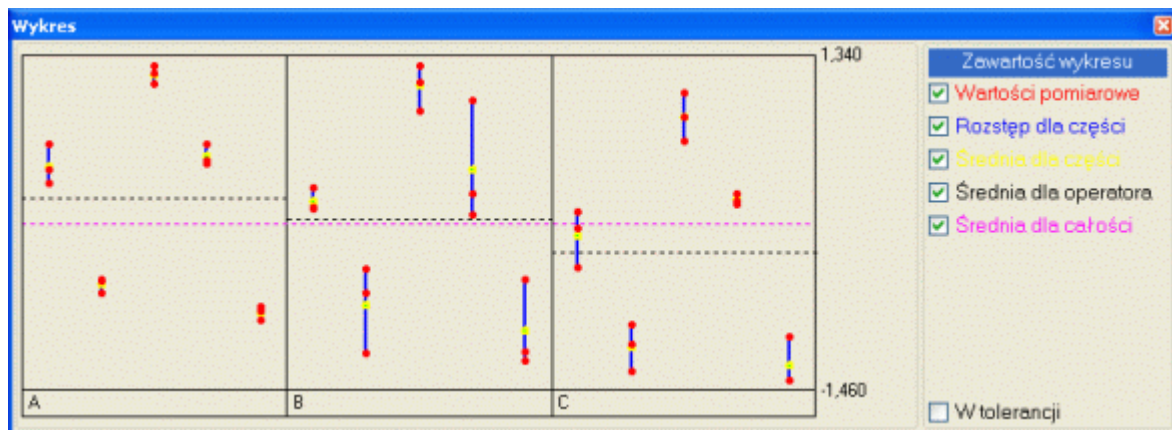 Wykres
1,340
-1,460
A
B
C
Zawartość wykresu
Wartości pomiarowe
Rozstęp dla części
Średnia dla części
Średnia dla operatora
Średnia dla całości
W tolerancji